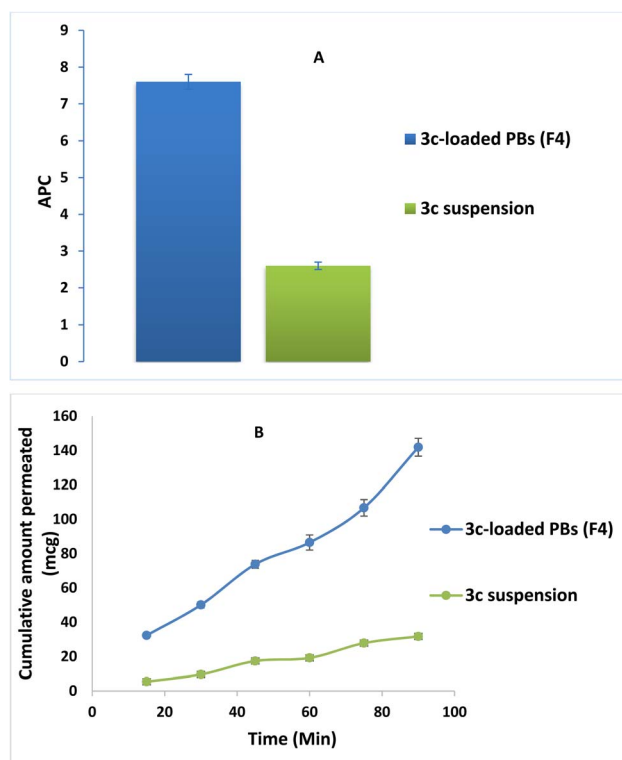 A
9
8
7
6
5
4
3
2
1
0
APC
3c-loaded PBs (F4)
3c suspension
B
160
140
120
100
80
60
40
20
0
Cumulative amount permeated
(mcg)
3c-loaded PBs (F4)
3c suspension
0 20 40 60 80 100
Time (Min)